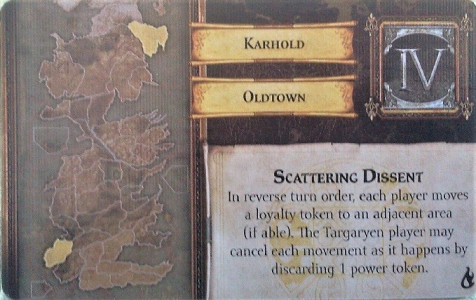 KARHOLD
IV
OLDTOWN
SCATTERING DISSENT
In reverse turn order, each player moves
a loyalty token to an adjacent area
(if able). The Targaryen player may
cancel each movement as it happens by
discarding 1 power token.